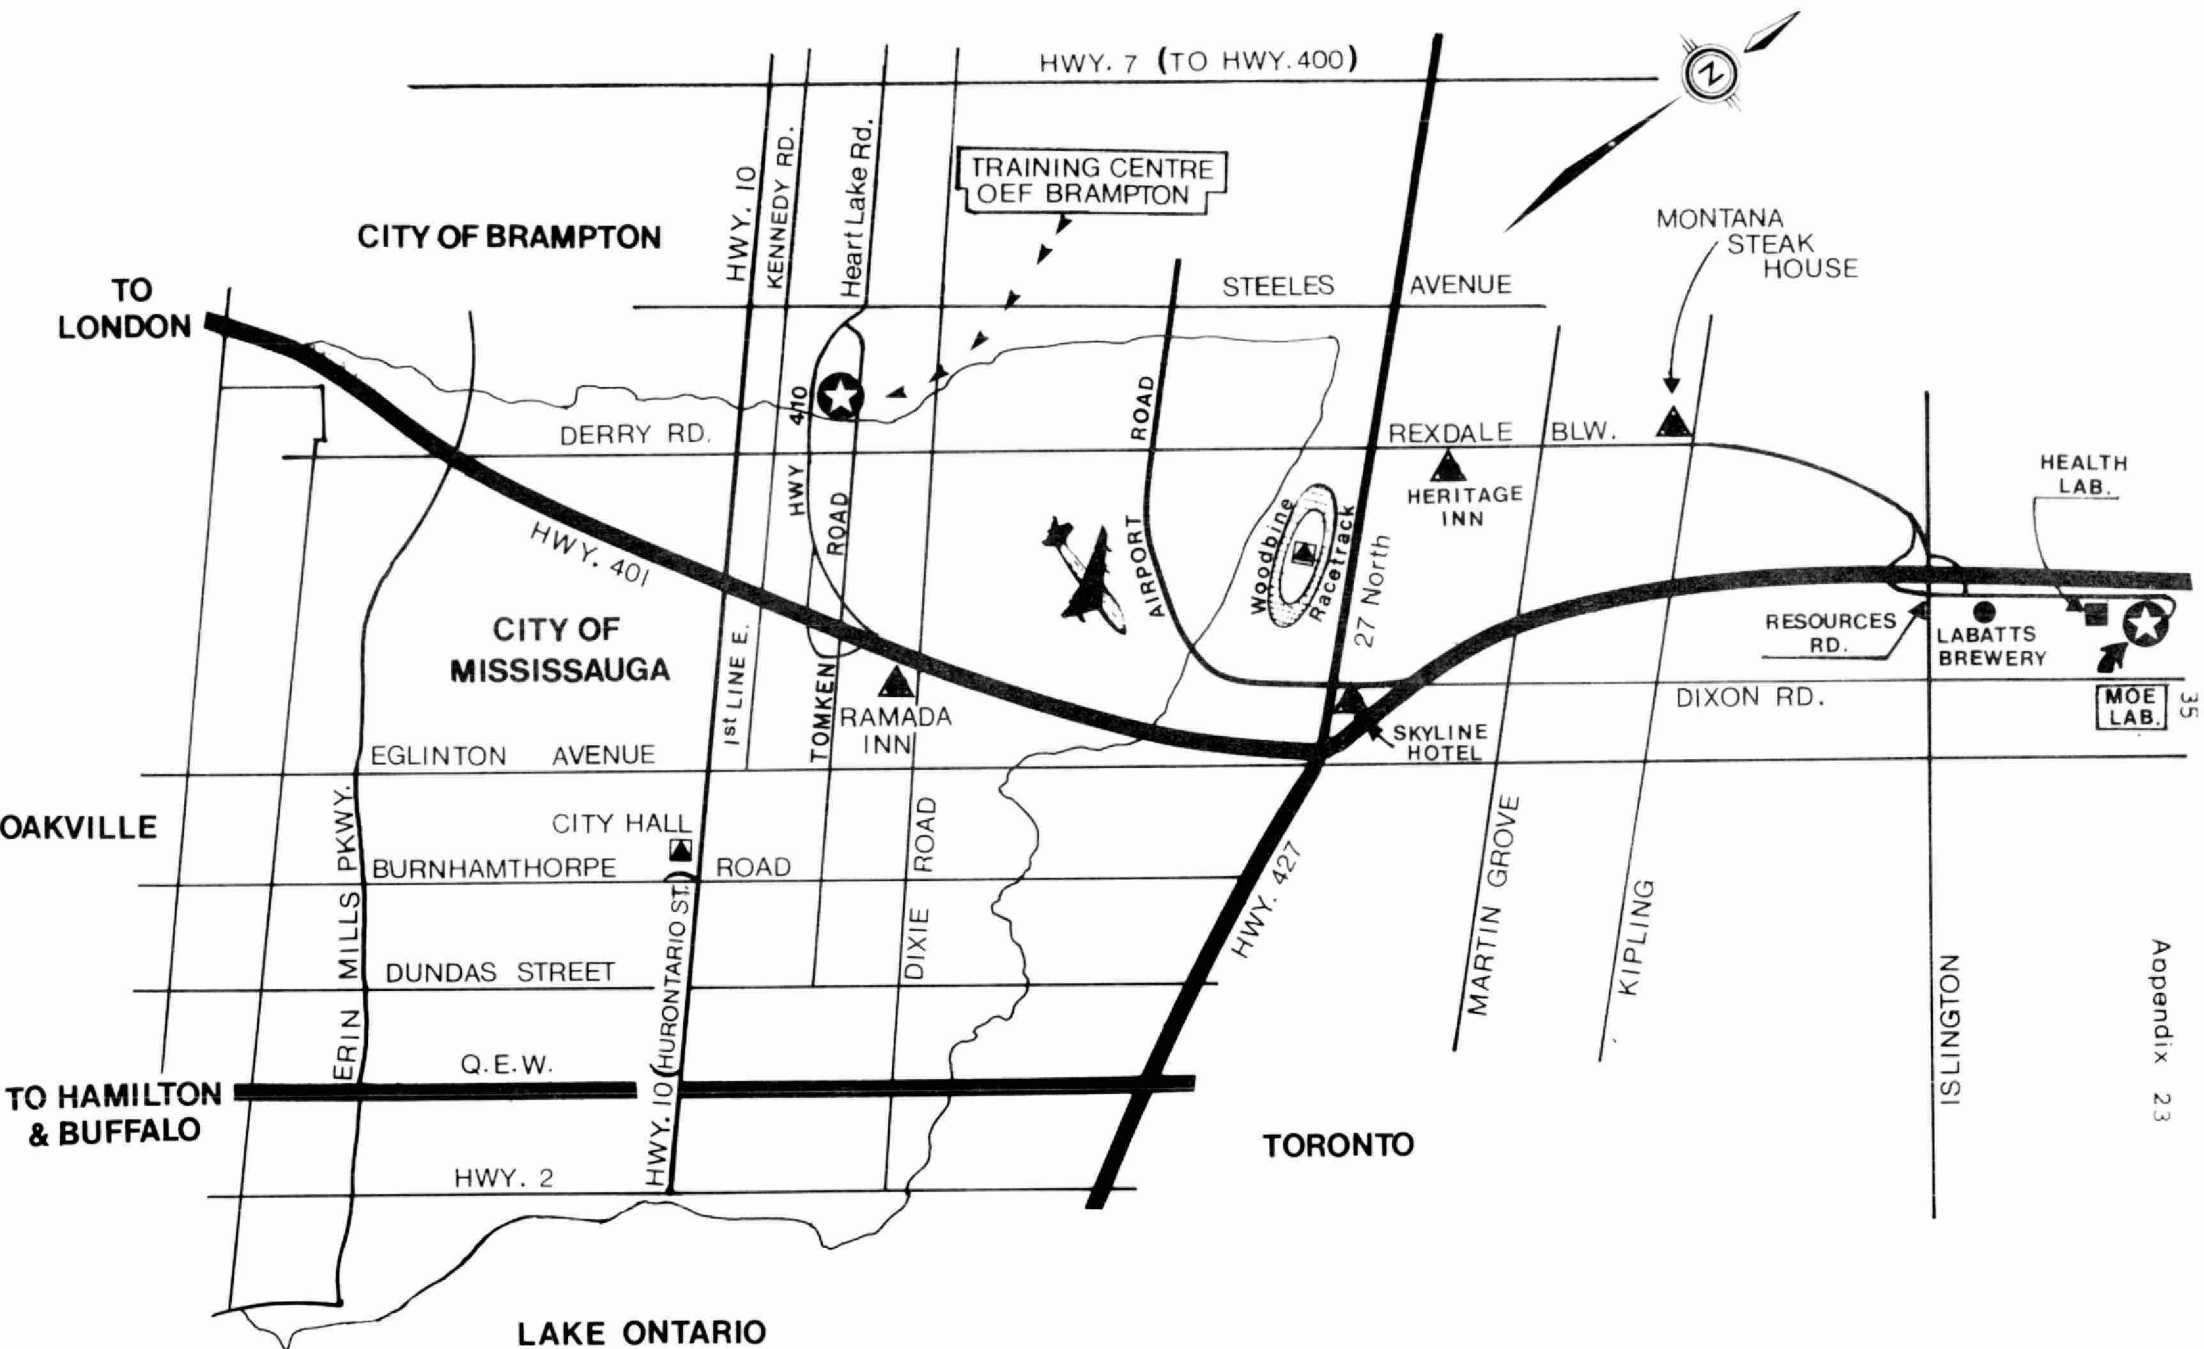 HWY. 7 (TO HWY. 400)
N
HWY. 10
KENNEDY RD.
Heart Lake Rd.
TRAINING CENTRE
OEF BRAMPTON
CITY OF BRAMPTON
MONTANA
STEAK
HOUSE
STEELES AVENUE
TO
LONDON
HWY 410
DERRY RD.
ROAD
AIRPORT
REXDALE BLW.
HERITAGE
INN
HEALTH
LAB.
HWY. 401
ROAD
Woodbine
Racetrack
27 North
CITY OF
MISSISSAUGA
1st LINE E.
TOMKEN
RAMADA
INN
RESOURCES
RD.
LABATTS
BREWERY
MOE
LAB.
35
DIXON RD.
SKYLINE
HOTEL
EGLINTON AVENUE
OAKVILLE
CITY HALL
BURNHAMTHORPE ROAD
ERIN MILLS PKWY.
DIXIE ROAD
HWY. 427
MARTIN GROVE
KIPLING
ISLINGTON
Appendix 23
DUNDAS STREET
HWY. 10 (HURONTARIO ST.)
Q.E.W.
TO HAMILTON
& BUFFALO
TORONTO
HWY. 2
LAKE ONTARIO